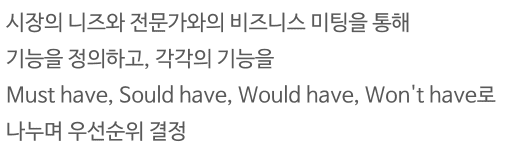 시장의 니즈와 전문가와의 비즈니스 미팅을 통해
기능을 정의하고, 각각의 기능을
Must have, Sould have, Would have, Won't have로
나누며 우선순위 결정